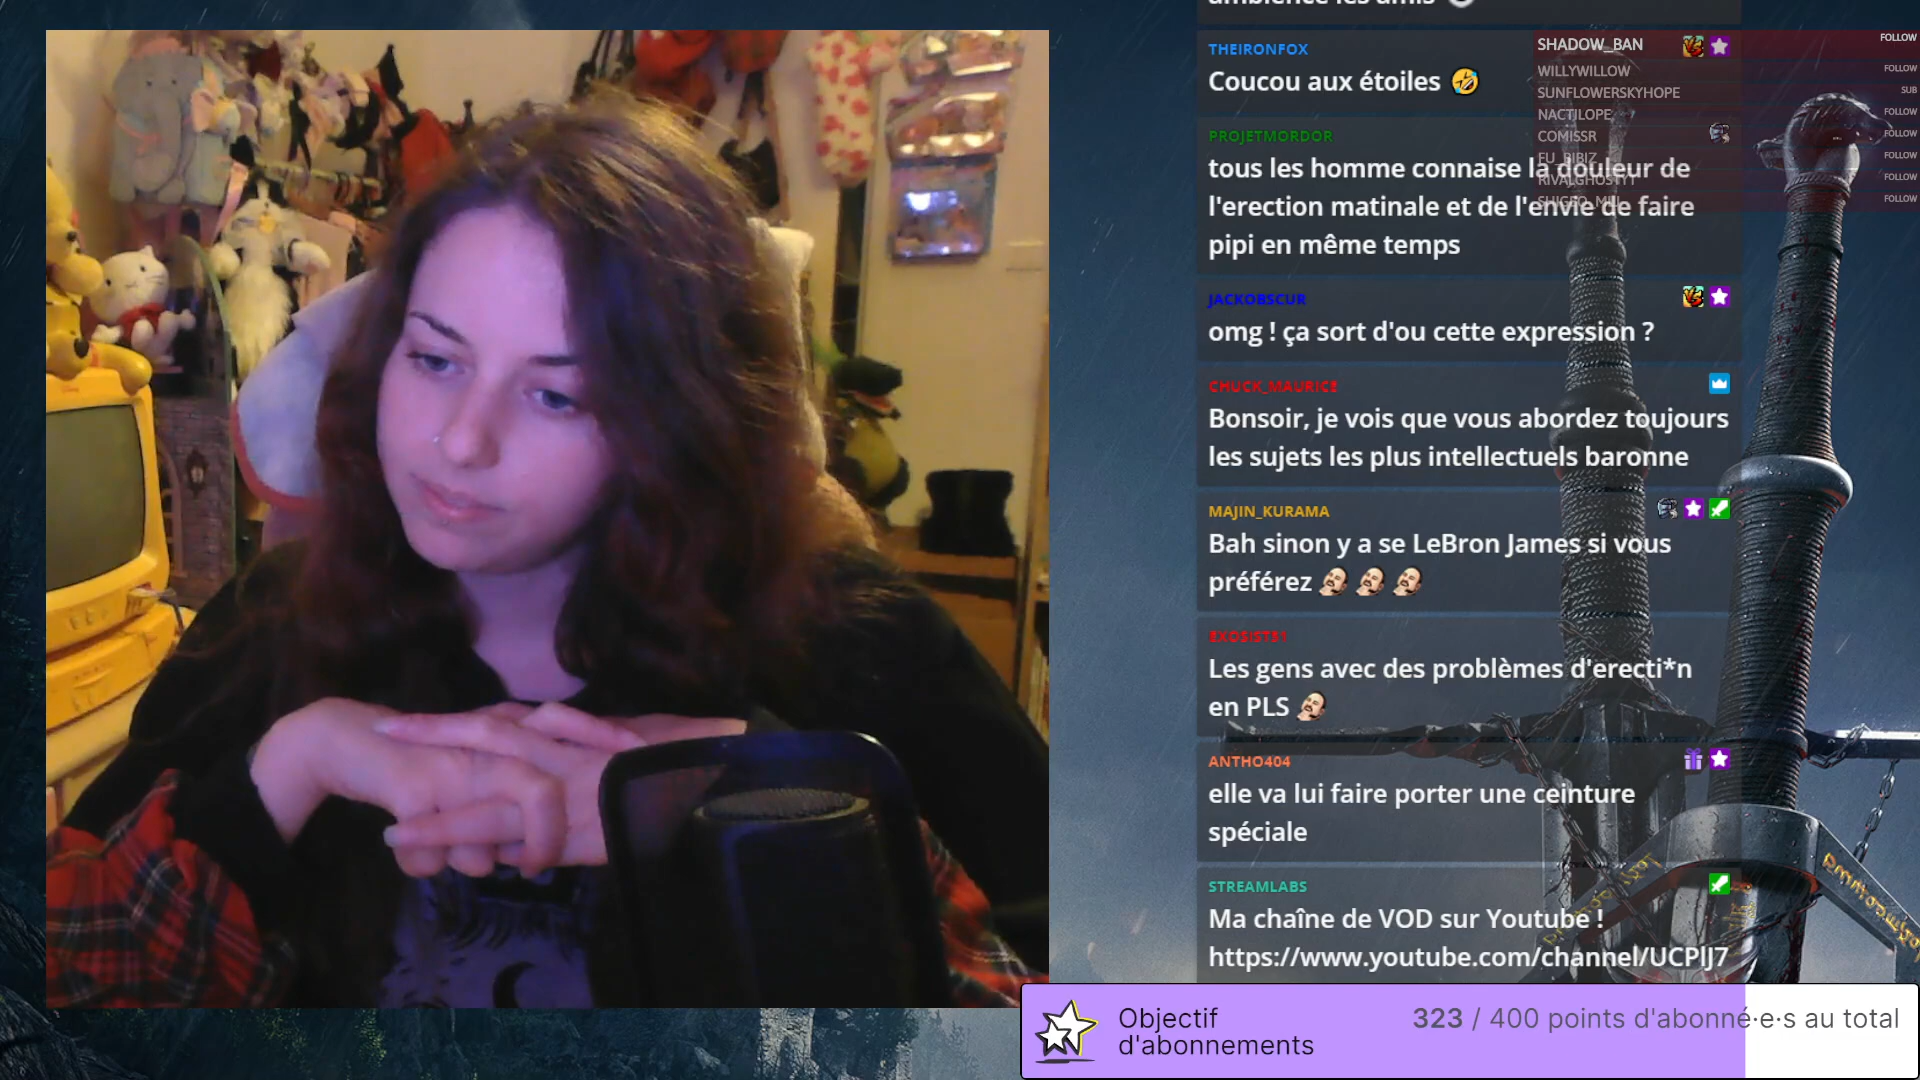 THEIRONFOX
Coucou aux étoiles 🤣
PROJETMORDOR
tous les homme connaise la douleur de
l'erection matinale et de l'envie de faire
pipi en même temps
JACKOBSCUR
omg ! ça sort d'ou cette expression ?
CHUCK_MAURICE
Bonsoir, je vois que vous abordez toujours
les sujets les plus intellectuels baronne
MAJIN_KURAMA
Bah sinon y a se LeBron James si vous
préférez
EXOSIST51
Les gens avec des problèmes d'erecti*n
en PLS
ANTHO404
elle va lui faire porter une ceinture
spéciale
STREAMLABS
Ma chaîne de VOD sur Youtube !
https://www.youtube.com/channel/UCPlJ7
SHADOW_BAN FOLLOW
WILLYWILLOW FOLLOW
SUNFLOWERSKYHOPE SUB
NACTILOPE FOLLOW
COMISSR FOLLOW
FOLLOW
RIVALGHOSTYT FOLLOW
FOLLOW
Objectif
d'abonnements
323 / 400 points d'abonné·e·s au total